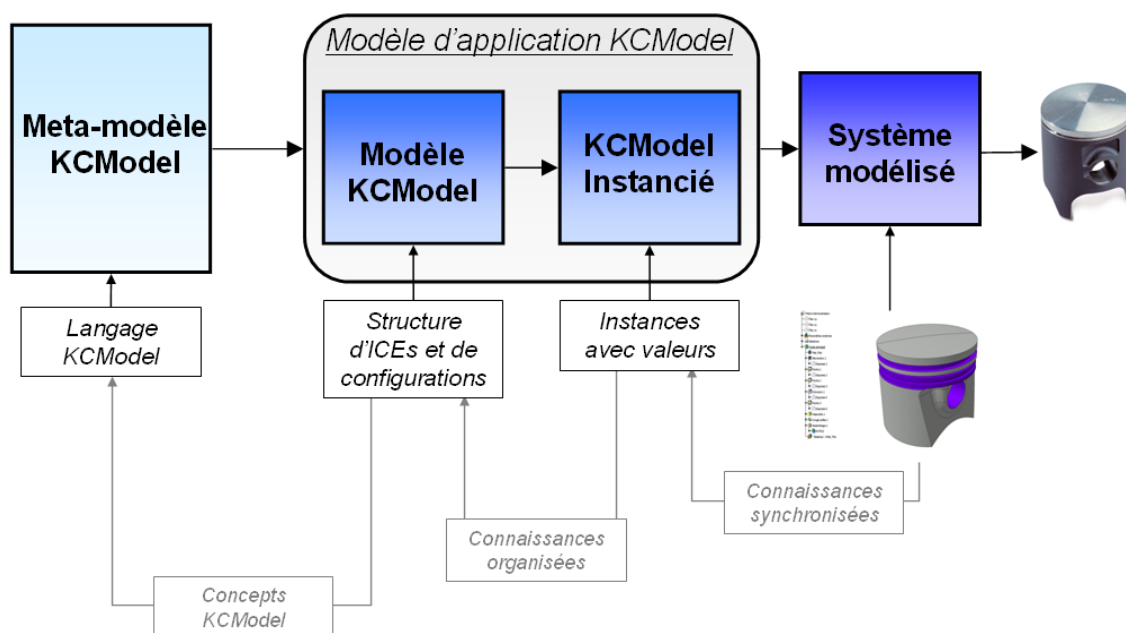 Modèle d'application KCModel
Meta-modèle
KCModel
Modèle
KCModel
KCModel
Instancié
Système
modélisé
Langage
KCModel
Structure
d'ICEs et de
configurations
Instances
avec valeurs
Connaissances
synchronisées
Connaissances
organisées
Concepts
KCModel